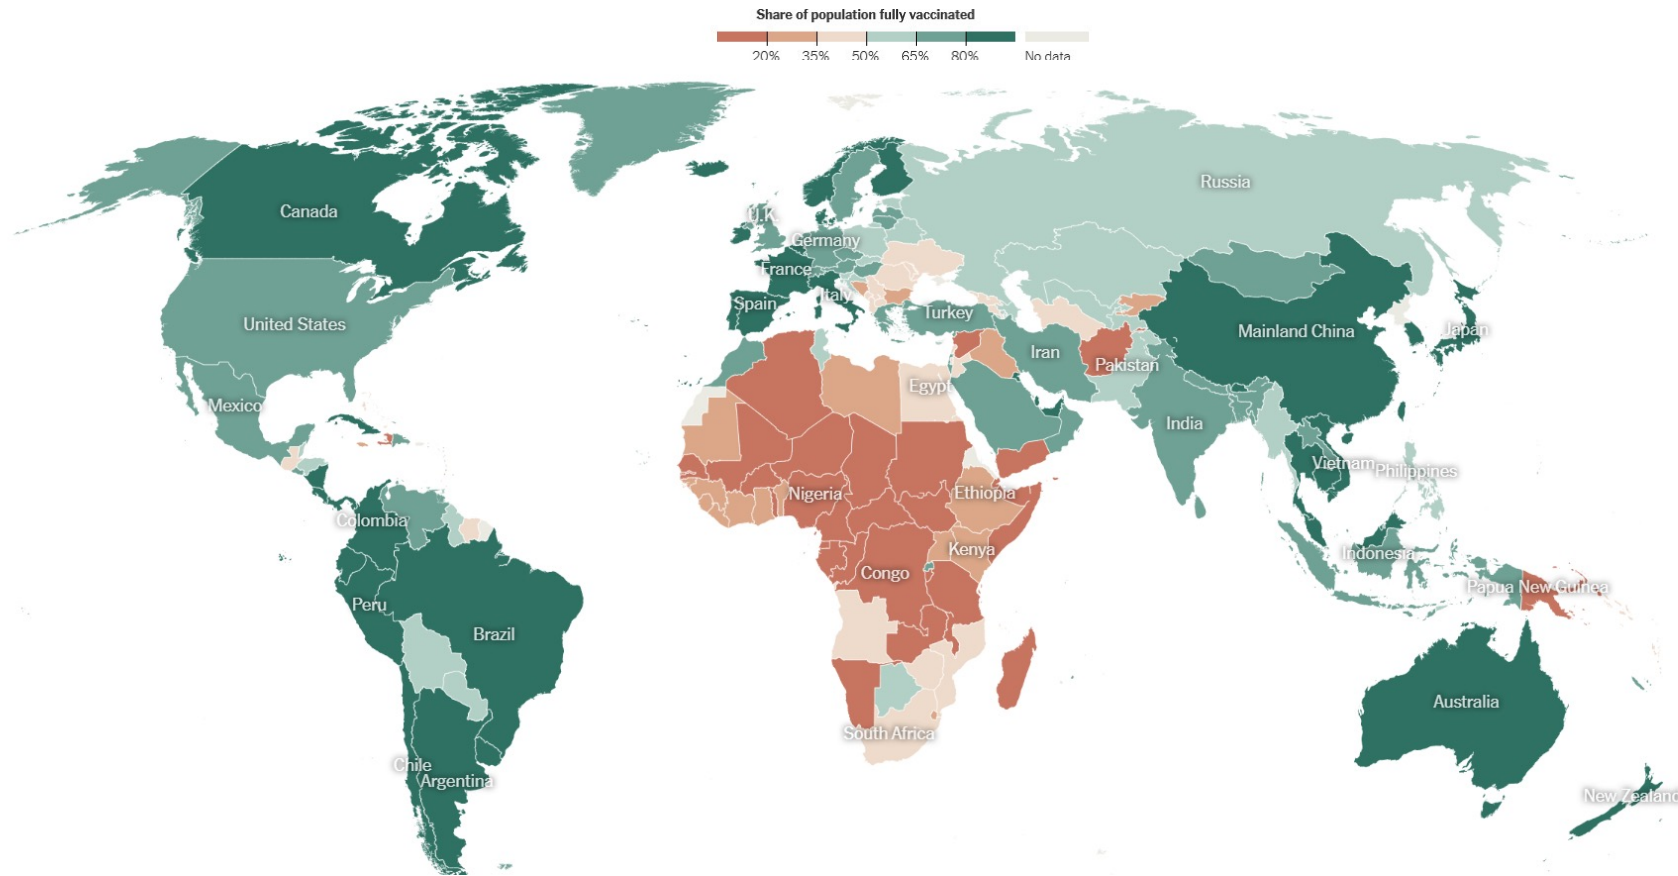 Share of population fully vaccinated
20% 35% 50% 65% 80% No data
Russia
Canada
U.K.
Germany
France
Italy
Spain
Turkey
United States
Mainland China
Japan
Iran
Pakistan
Egypt
Mexico
India
Vietnam
Philippines
Nigeria
Ethiopia
Colombia
Kenya
Indonesia
Congo
Papua New Guinea
Peru
Brazil
Australia
South Africa
Chile
Argentina
New Zealand